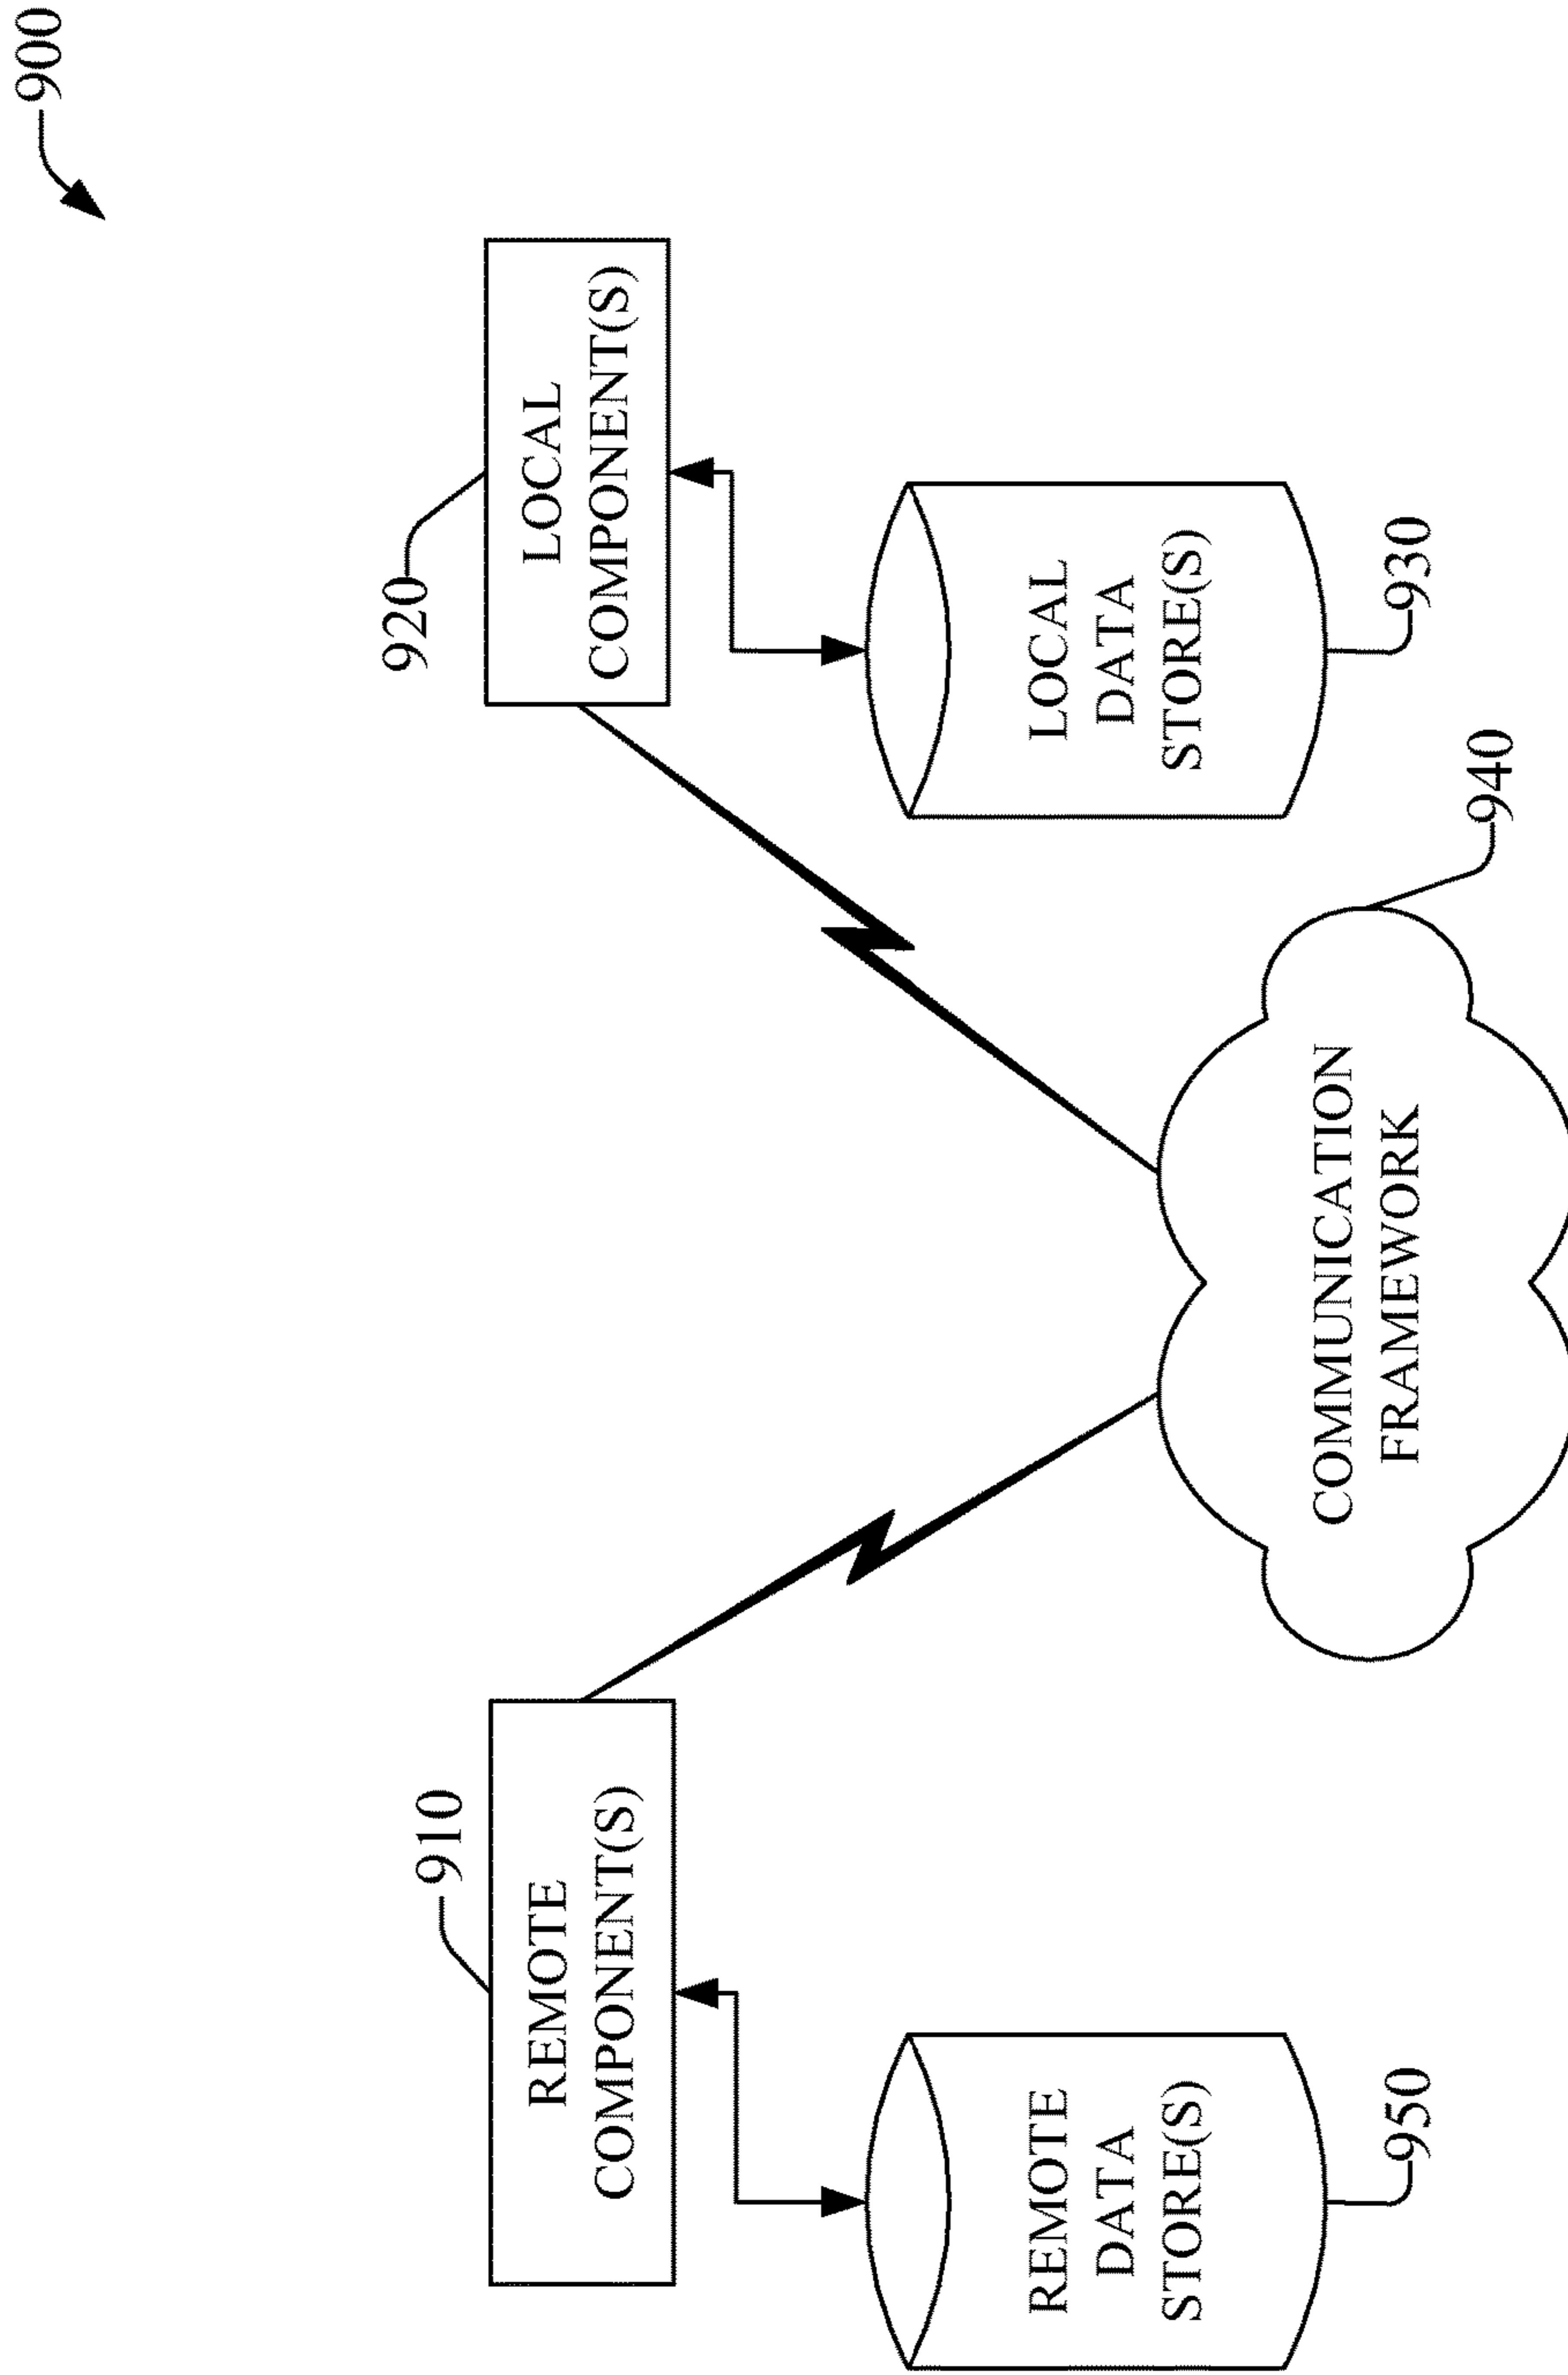 900
910
REMOTE
COMPONENT(S)
920
LOCAL
COMPONENT(S)
REMOTE
DATA
STORE(S)
950
COMMUNICATION
FRAMEWORK
940
LOCAL
DATA
STORE(S)
930